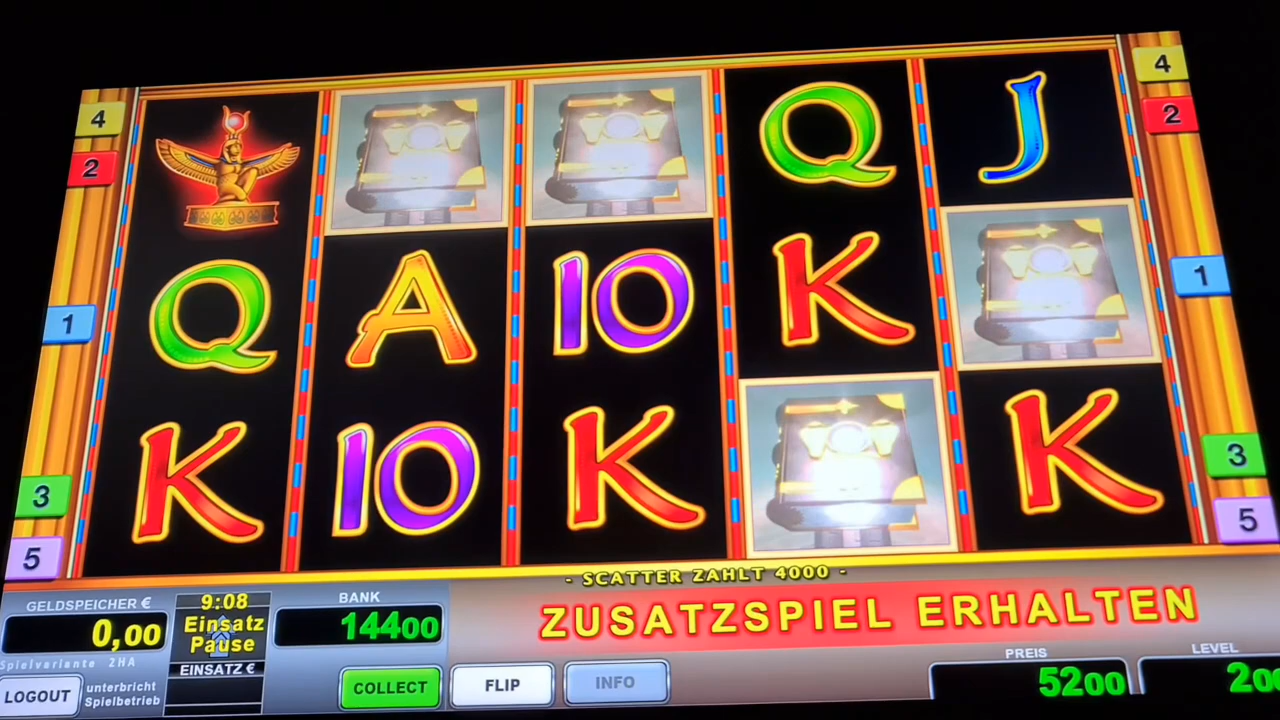 4
4
2
2
Q
J
1
1
Q
A
10
K
3
3
K
10
K
K
5
5
- SCATTER ZAHLT 4000 -
GELDSPEICHER €
9:08
BANK
ZUSATZSPIEL ERHALTEN
0,00
Einsatz
Pause
14400
Spielvariante 2HA
EINSATZ €
PREIS
LEVEL
LOGOUT
unterbricht
Spielbetrieb
COLLECT
FLIP
INFO
5200
200